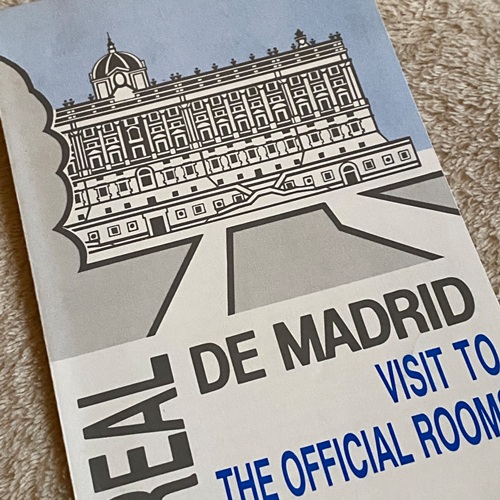 REAL
DE MADRID
VISIT TO
THE OFFICIAL ROOMS